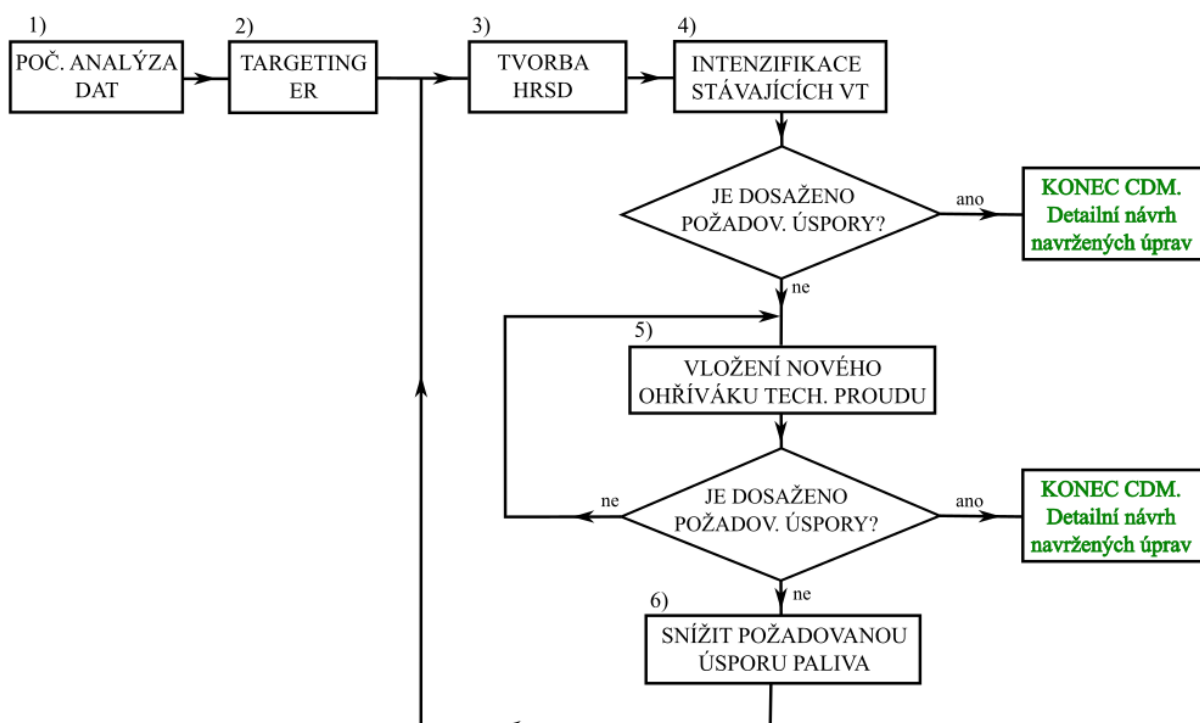 1)
POČ. ANALÝZA
DAT
2)
TARGETING
ER
3)
TVORBA
HRSD
4)
INTENZIFIKACE
STÁVAJÍCÍCH VT
JE DOSAŽENO
POŽADOV. ÚSPORY?
ano
KONEC CDM.
Detailní návrh
navržených úprav
ne
5)
VLOŽENÍ NOVÉHO
OHŘÍVÁKU TECH. PROUDU
ne
JE DOSAŽENO
POŽADOV. ÚSPORY?
ano
KONEC CDM.
Detailní návrh
navržených úprav
ne
6)
SNÍŽIT POŽADOVANOU
ÚSPORU PALIVA